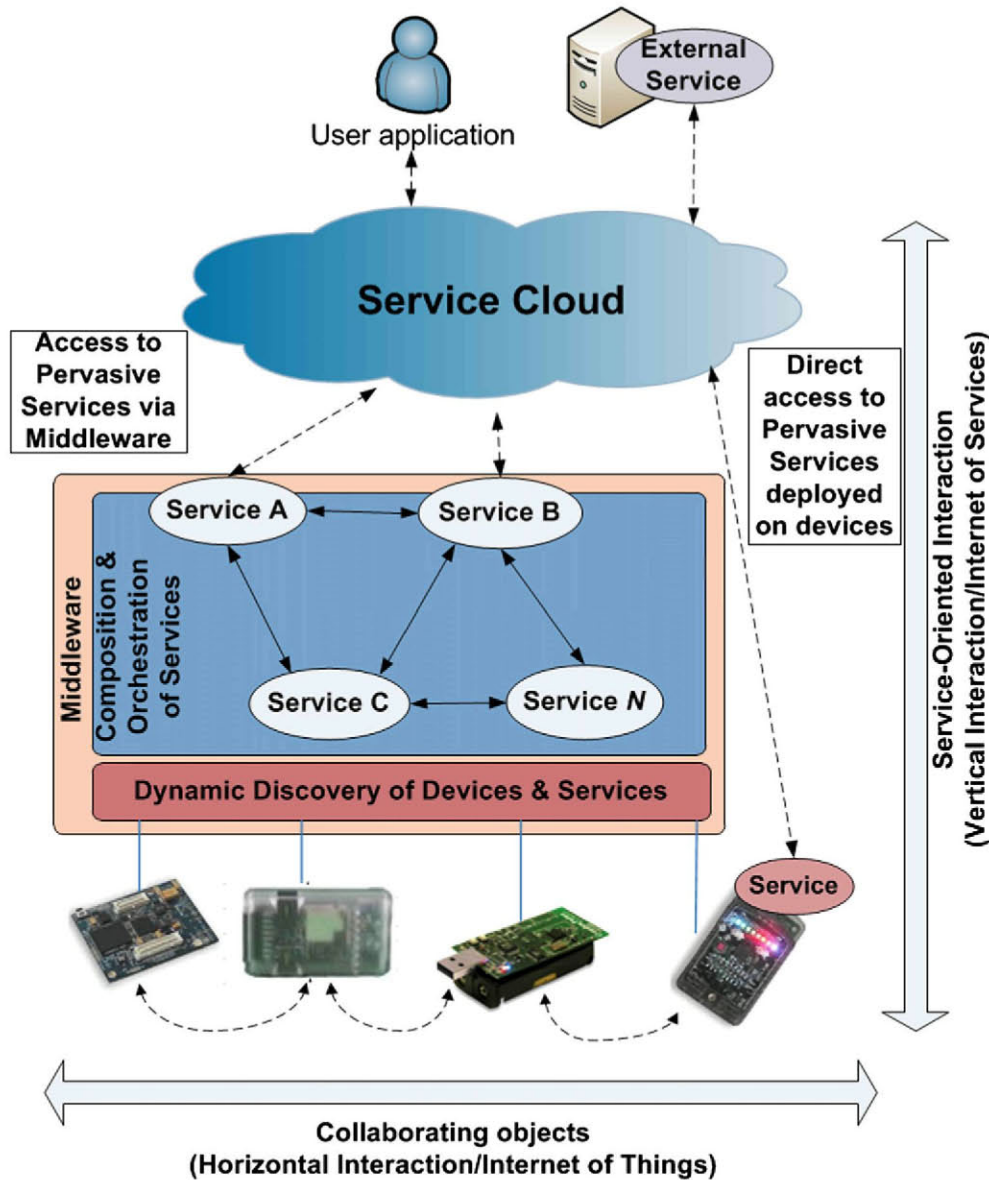 External
Service
User application
Service Cloud
Access to
Pervasive
Services via
Middleware
Direct
access to
Pervasive
Services
deployed
on devices
Service A
Service B
Service C
Service N
Middleware
Composition &
Orchestration
of Services
Dynamic Discovery of Devices & Services
Service
Service-Oriented Interaction
(Vertical Interaction/Internet of Services)
Collaborating objects
(Horizontal Interaction/Internet of Things)